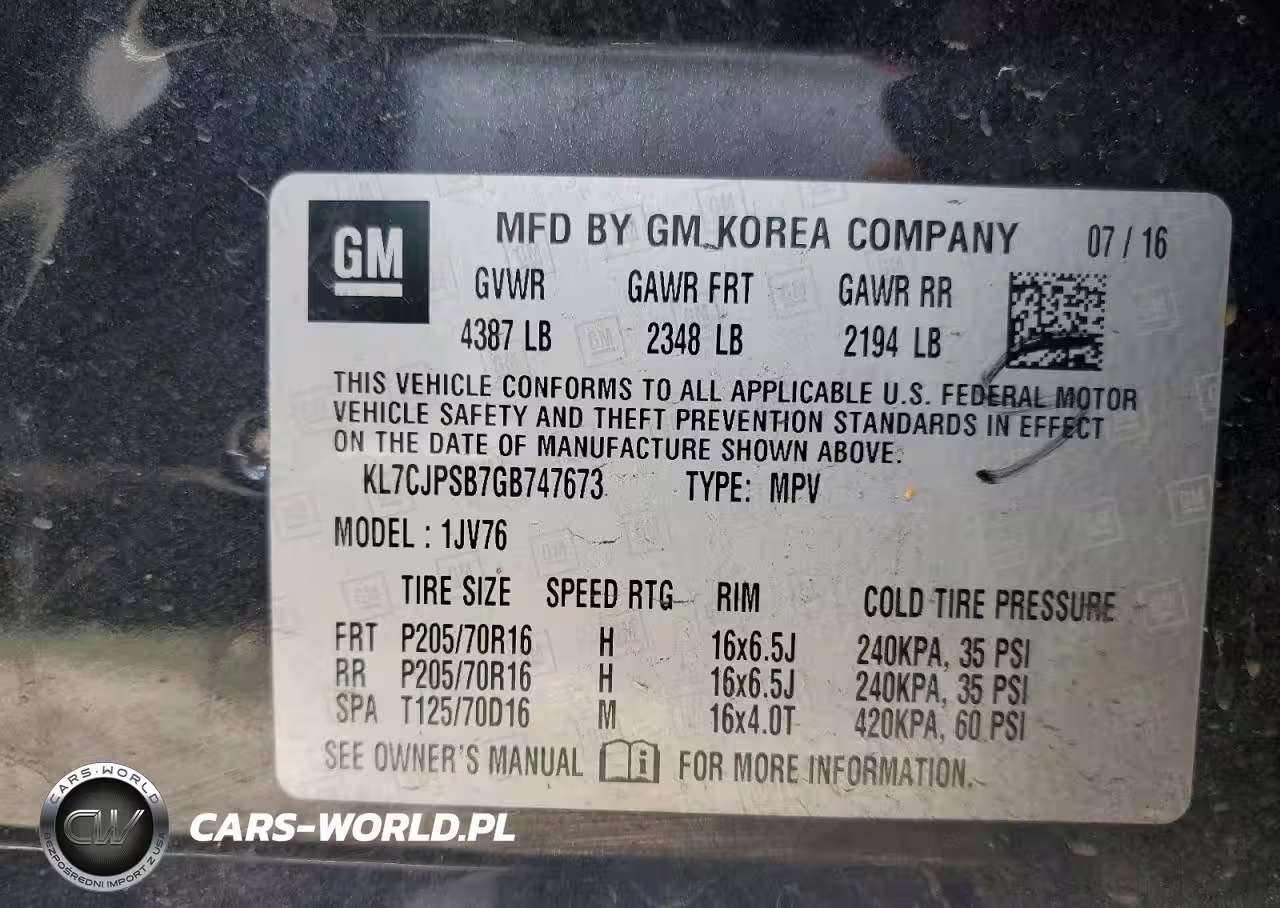 GM
MFD BY GM KOREA COMPANY 07 / 16
GVWR GAWR FRT GAWR RR
4387 LB 2348 LB 2194 LB
THIS VEHICLE CONFORMS TO ALL APPLICABLE U.S. FEDERAL MOTOR
VEHICLE SAFETY AND THEFT PREVENTION STANDARDS IN EFFECT
ON THE DATE OF MANUFACTURE SHOWN ABOVE.
KL7CJPSB7GB747673 TYPE: MPV
MODEL : 1JV76
TIRE SIZE SPEED RTG RIM COLD TIRE PRESSURE
FRT P205/70R16 H 16x6.5J 240KPA, 35 PSI
RR P205/70R16 H 16x6.5J 240KPA, 35 PSI
SPA T125/70D16 M 16x4.0T 420KPA, 60 PSI
SEE OWNER'S MANUAL i FOR MORE INFORMATION.
CARS-WORLD
CW
BEZPOŚREDNI IMPORT Z USA
CARS-WORLD.PL